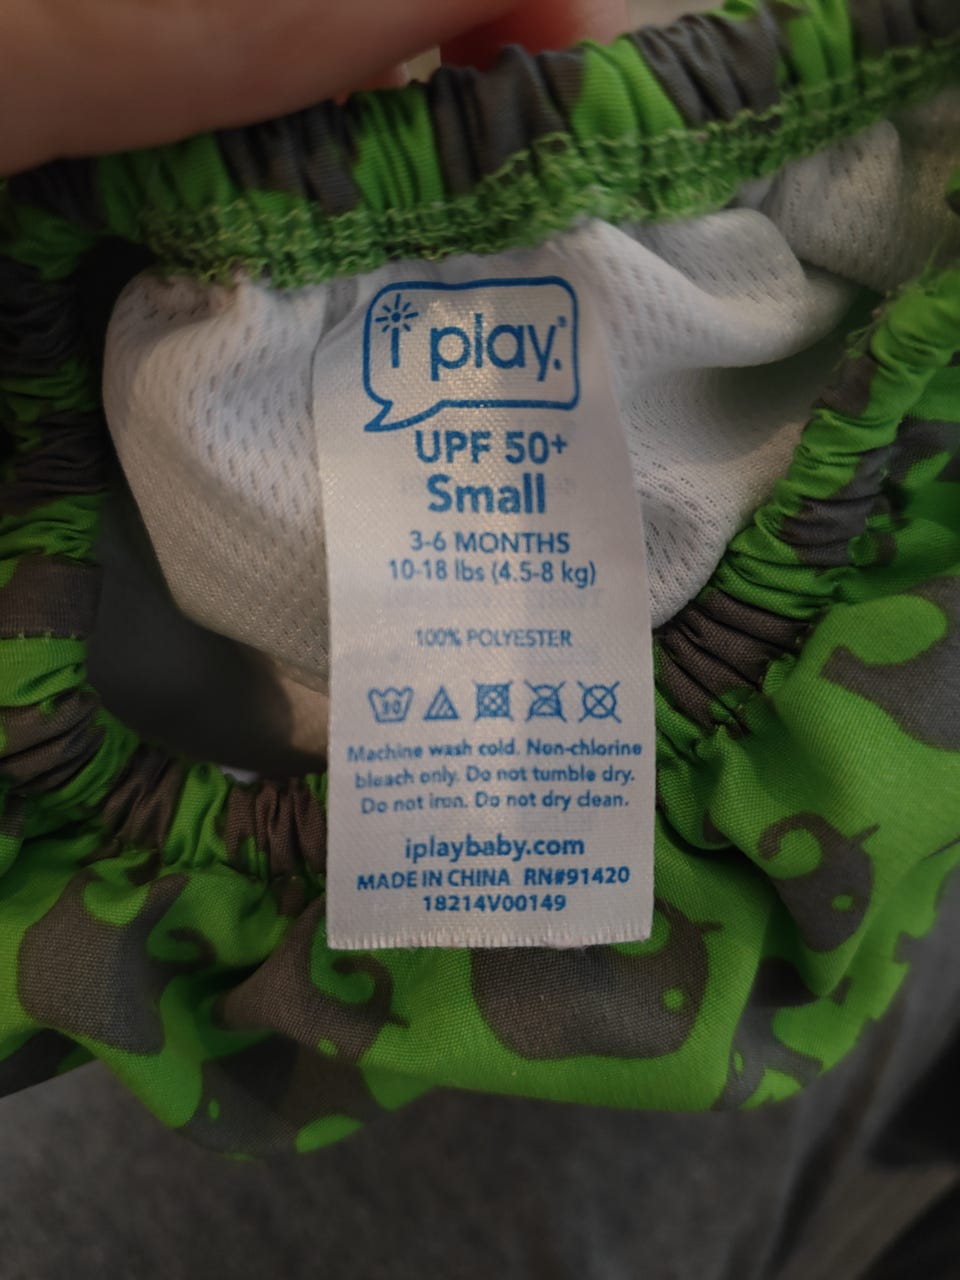 i play.
UPF 50+
Small
3-6 MONTHS
10-18 lbs (4.5-8 kg)
100% POLYESTER
30
Machine wash cold. Non-chlorine
bleach only. Do not tumble dry.
Do not iron. Do not dry clean.
iplaybaby.com
MADE IN CHINA RN#91420
18214V00149